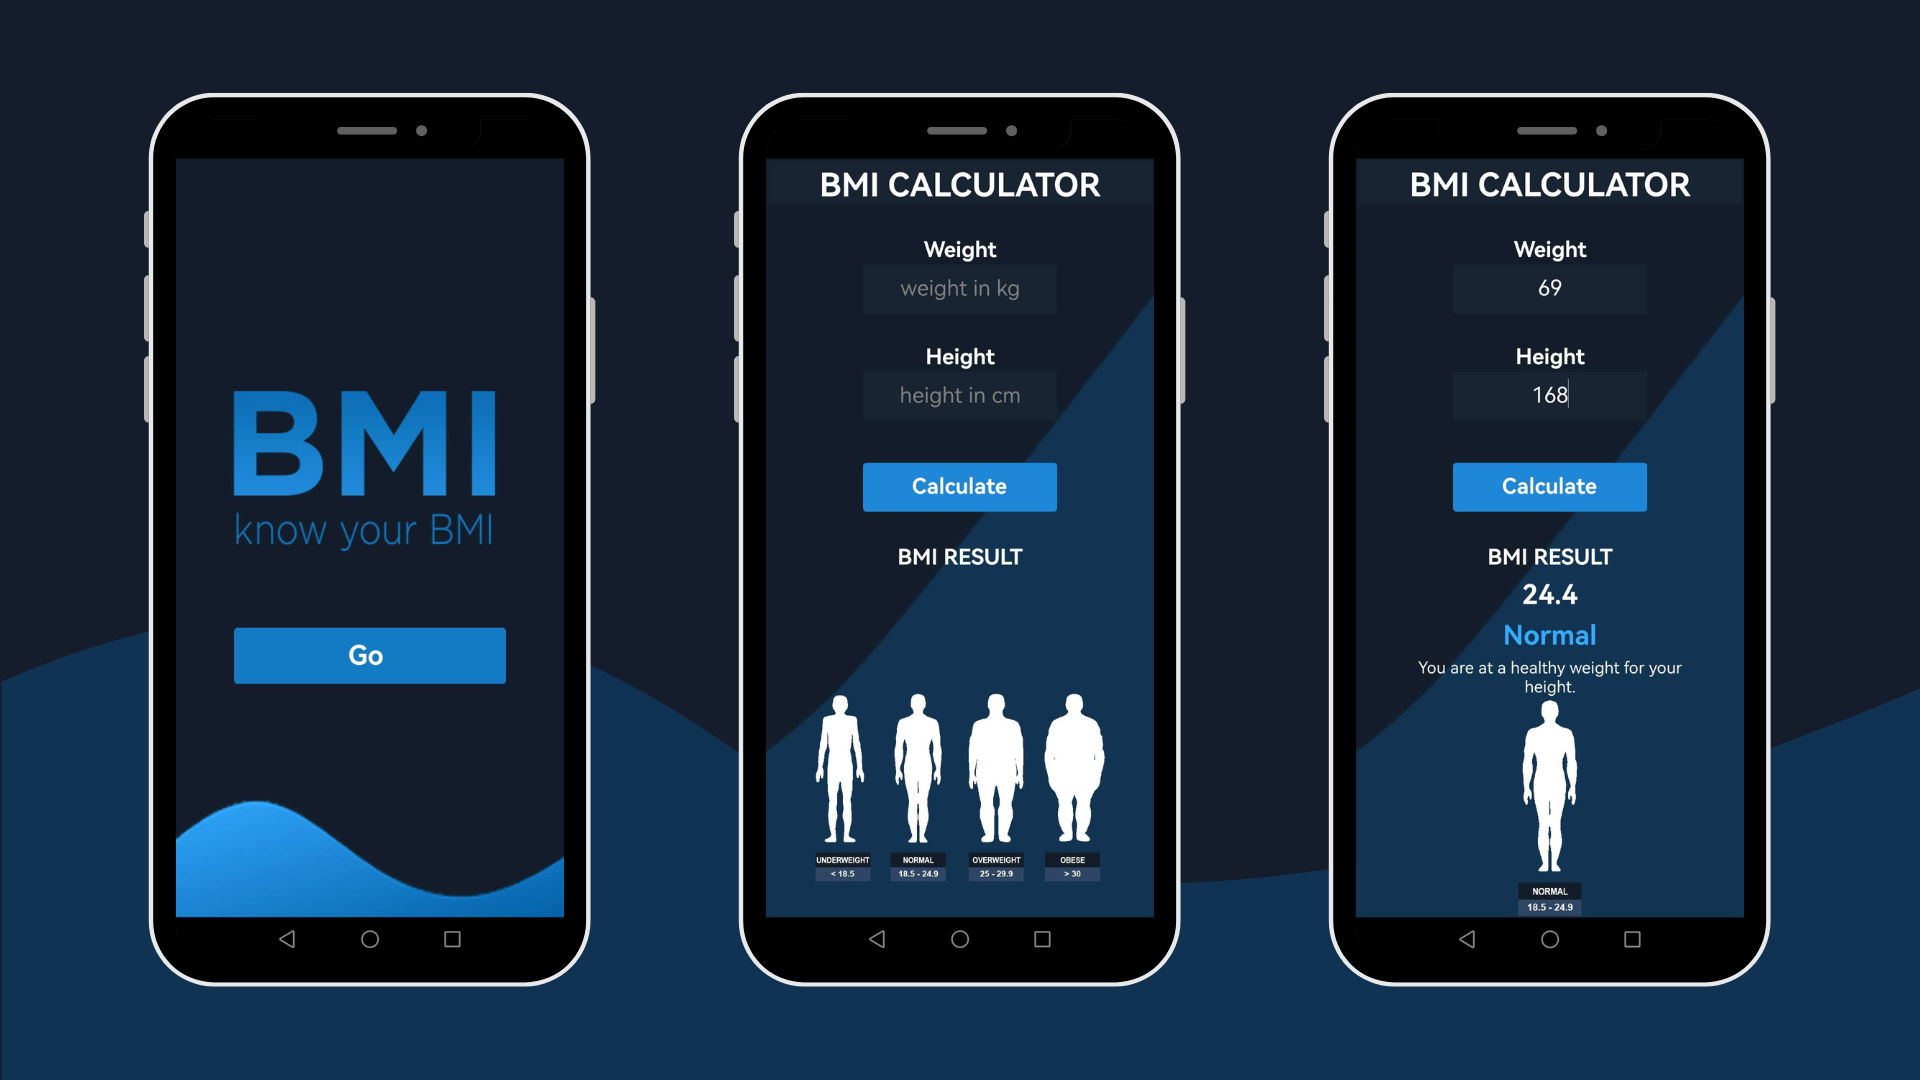 BMI
know your BMI
Go
BMI CALCULATOR
Weight
weight in kg
Height
height in cm
Calculate
BMI RESULT
UNDERWEIGHT
< 18.5
NORMAL
18.5 - 24.9
OVERWEIGHT
25 - 29.9
OBESE
> 30
BMI CALCULATOR
Weight
69
Height
168
Calculate
BMI RESULT
24.4
Normal
You are at a healthy weight for your
height.
NORMAL
18.5 - 24.9